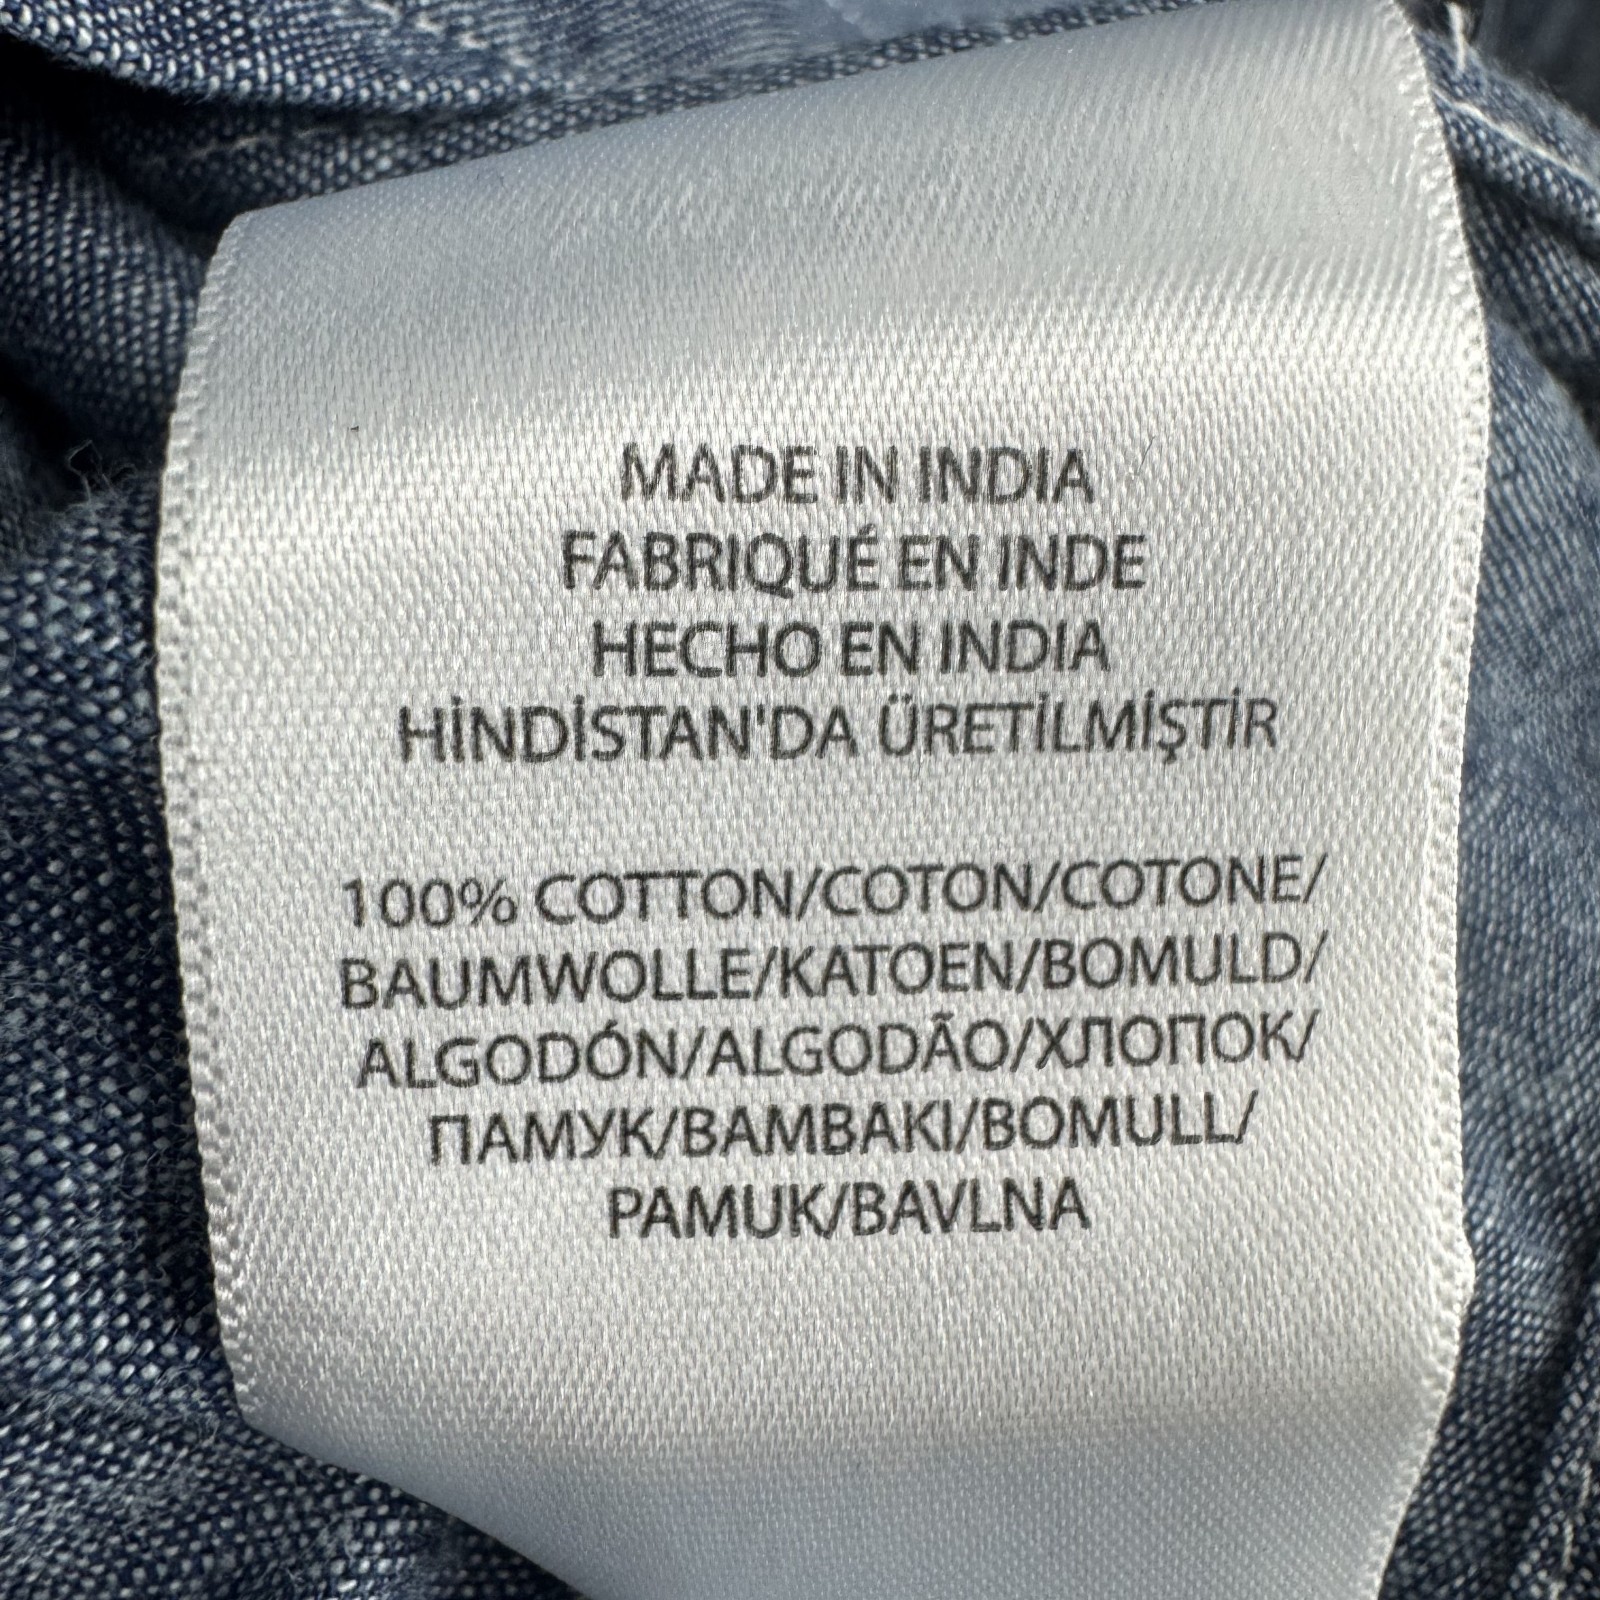 MADE IN INDIA
FABRIQUÉ EN INDE
HECHO EN INDIA
HİNDİSTAN'DA ÜRETİLMİŞTİR
100% COTTON/COTON/COTONE/
BAUMWOLLE/KATOEN/BOMULD/
ALGODÓN/ALGODÃO/ХЛОПОК/
ПАМУК/BAMBAKI/BOMULL/
PAMUK/BAVLNA